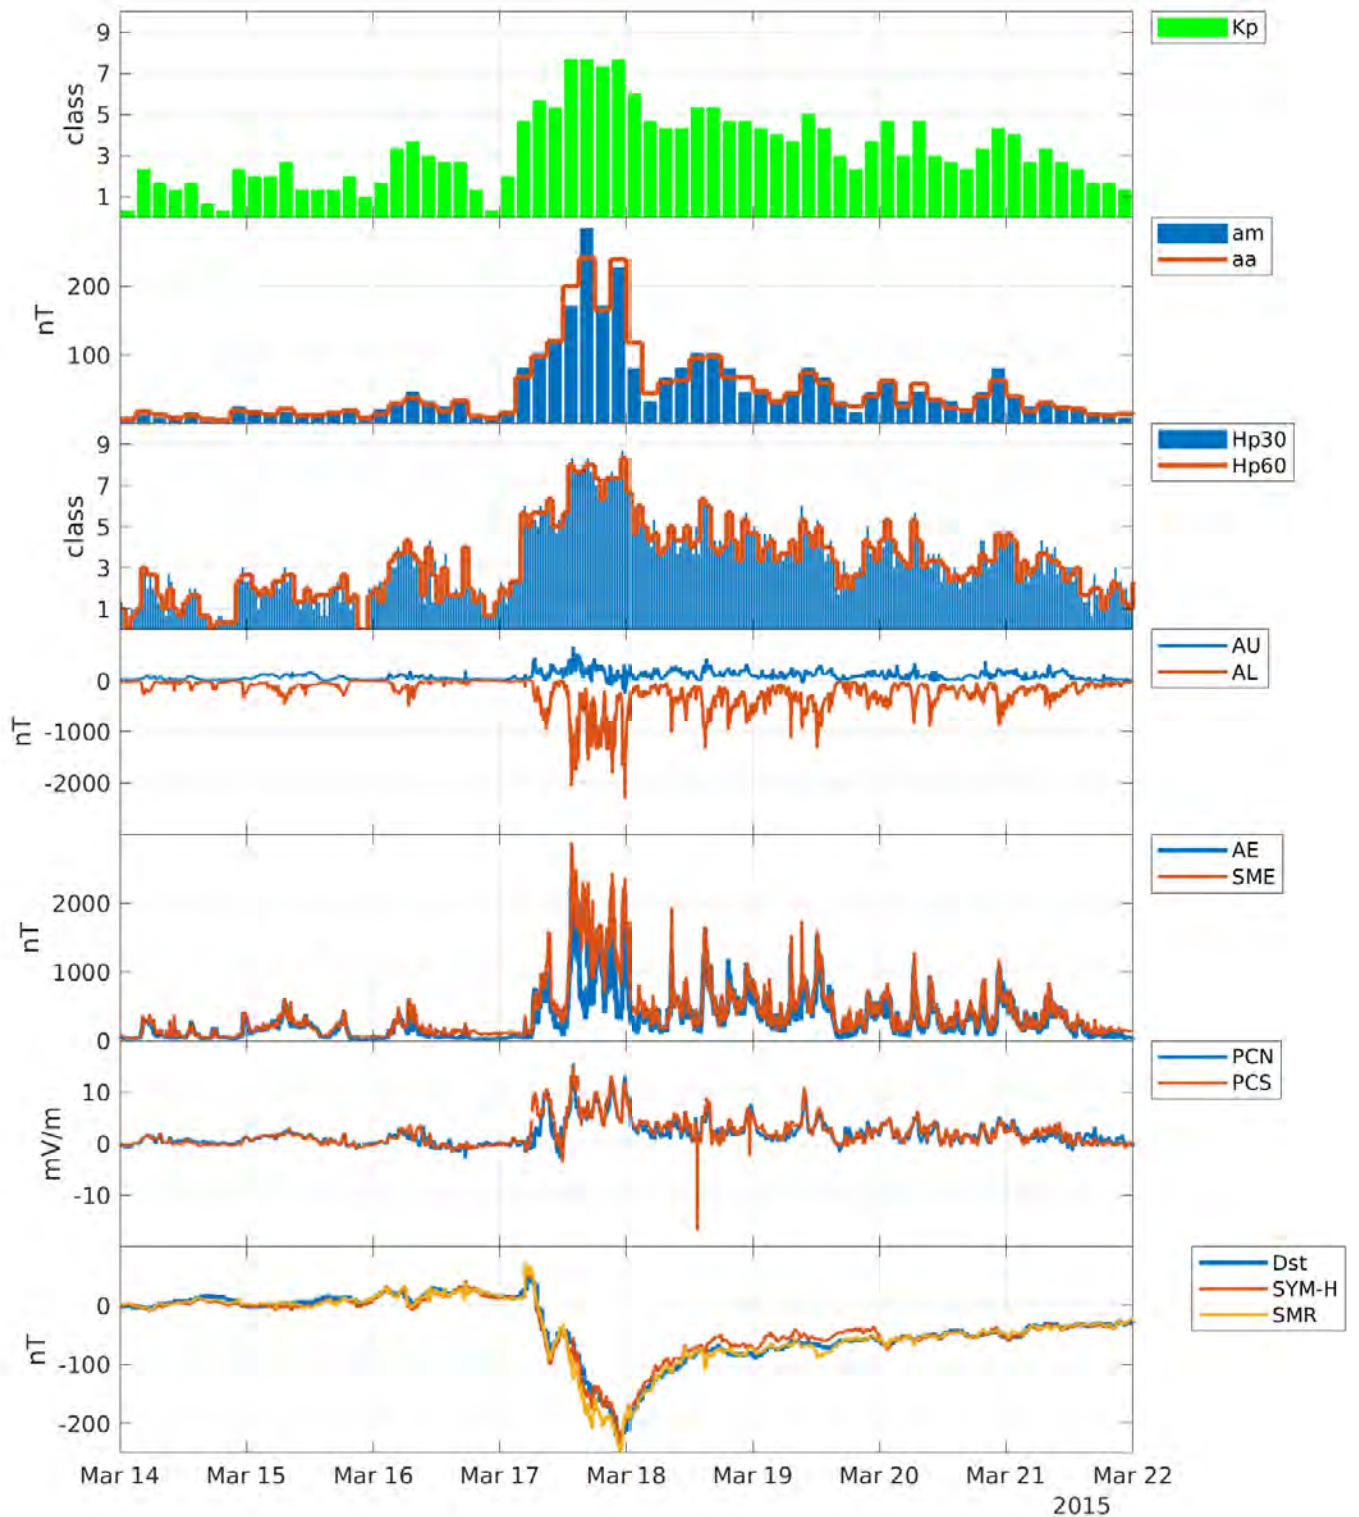 9
7
5
3
1
class
Kp
200
100
nT
am
aa
9
7
5
3
1
class
Hp30
Hp60
0
-1000
-2000
nT
AU
AL
2000
1000
0
nT
AE
SME
10
0
-10
mV/m
PCN
PCS
0
-100
-200
nT
Dst
SYM-H
SMR
Mar 14 Mar 15 Mar 16 Mar 17 Mar 18 Mar 19 Mar 20 Mar 21 Mar 22
2015